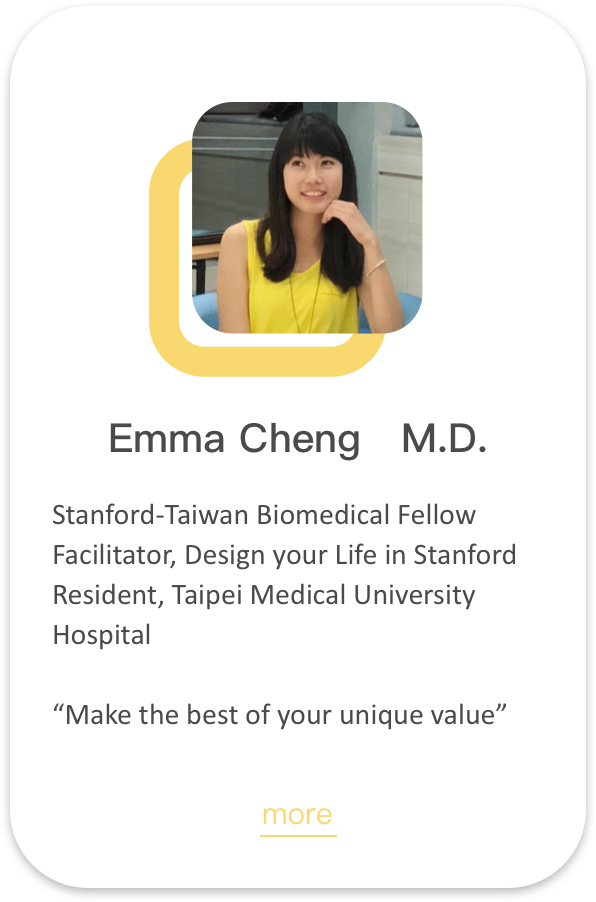 Emma Cheng M.D.
Stanford-Taiwan Biomedical Fellow
Facilitator, Design your Life in Stanford
Resident, Taipei Medical University
Hospital
“Make the best of your unique value”
more